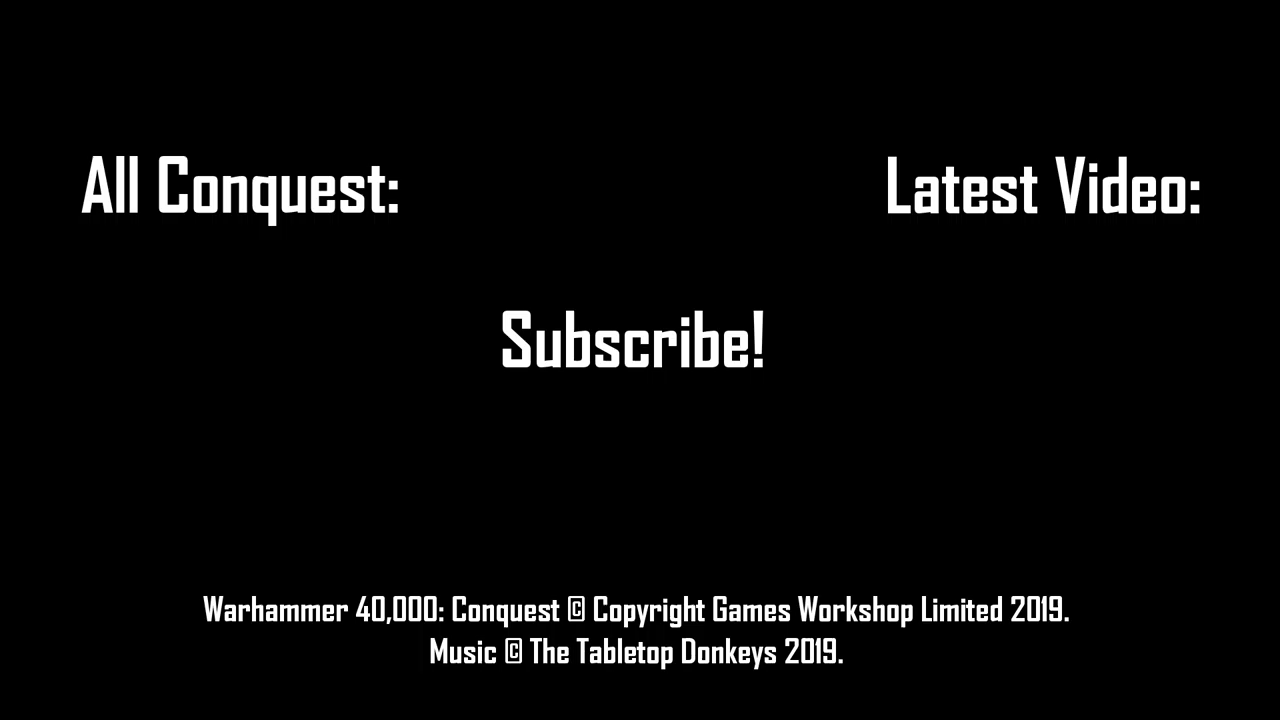 All Conquest:
Latest Video:
Subscribe!
Warhammer 40,000: Conquest © Copyright Games Workshop Limited 2019.
Music © The Tabletop Donkeys 2019.